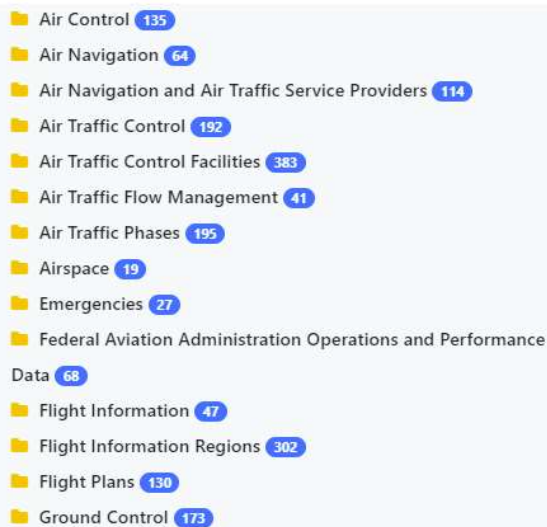 Air Control 135
Air Navigation 64
Air Navigation and Air Traffic Service Providers 114
Air Traffic Control 192
Air Traffic Control Facilities 383
Air Traffic Flow Management 41
Air Traffic Phases 195
Airspace 19
Emergencies 27
Federal Aviation Administration Operations and Performance
Data 68
Flight Information 47
Flight Information Regions 302
Flight Plans 130
Ground Control 173